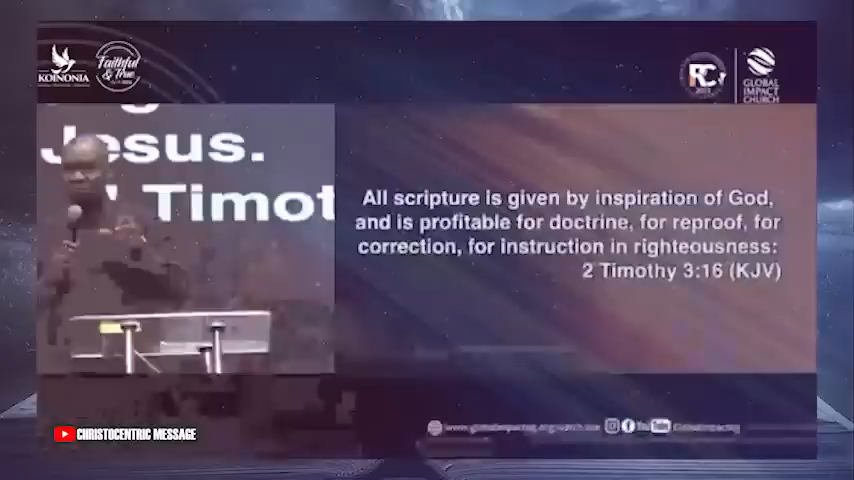 KOINONIA
Faithful
& True
RC
GLOBAL
IMPACT
CHURCH
Jesus.
Timot
All scripture is given by inspiration of God,
and is profitable for doctrine, for reproof, for
correction, for instruction in righteousness:
2 Timothy 3:16 (KJV)
CHRISTOCENTRIC MESSAGE